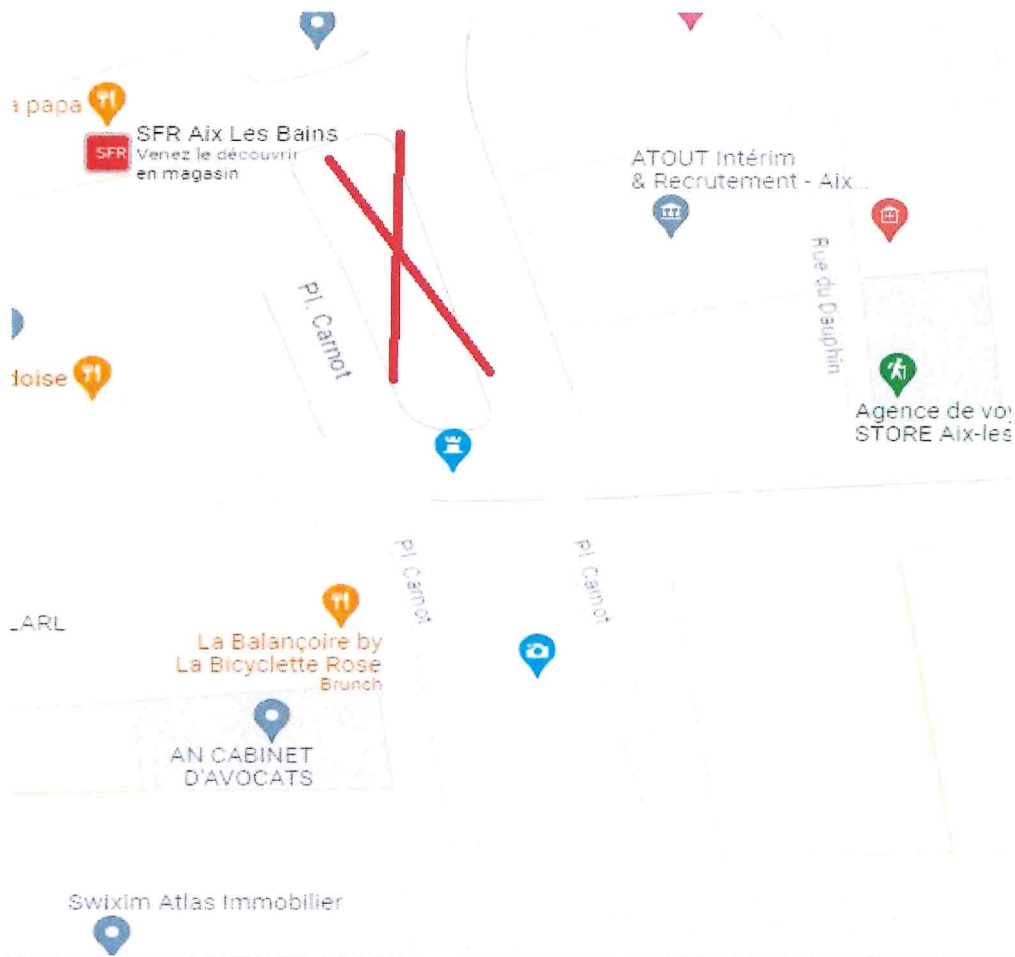 à papa
SFR
SFR Aix Les Bains
Venez le découvrir
en magasin
ATOUT Intérim
& Recrutement - Aix...
Rue du Dauphin
Pl. Carnot
doise
Agence de voy
STORE Aix-les
Pl. Carnot
Pl. Carnot
LARL
La Balançoire by
La Bicyclette Rose
Brunch
AN CABINET
D'AVOCATS
Swixim Atlas Immobilier